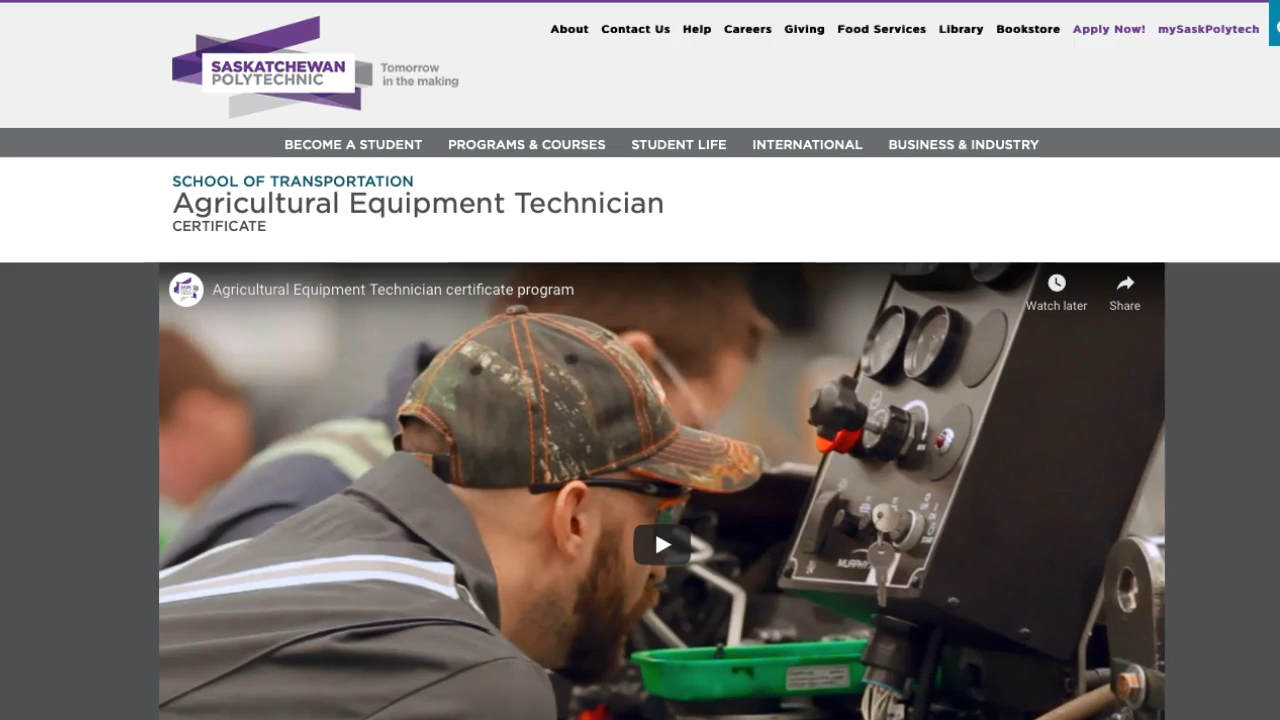 About Contact Us Help Careers Giving Food Services Library Bookstore Apply Now! mySaskPolytech
SASKATCHEWAN
POLYTECHNIC
Tomorrow
in the making
BECOME A STUDENT PROGRAMS & COURSES STUDENT LIFE INTERNATIONAL BUSINESS & INDUSTRY
SCHOOL OF TRANSPORTATION
Agricultural Equipment Technician
CERTIFICATE
Agricultural Equipment Technician certificate program
Watch later Share
MURPHY